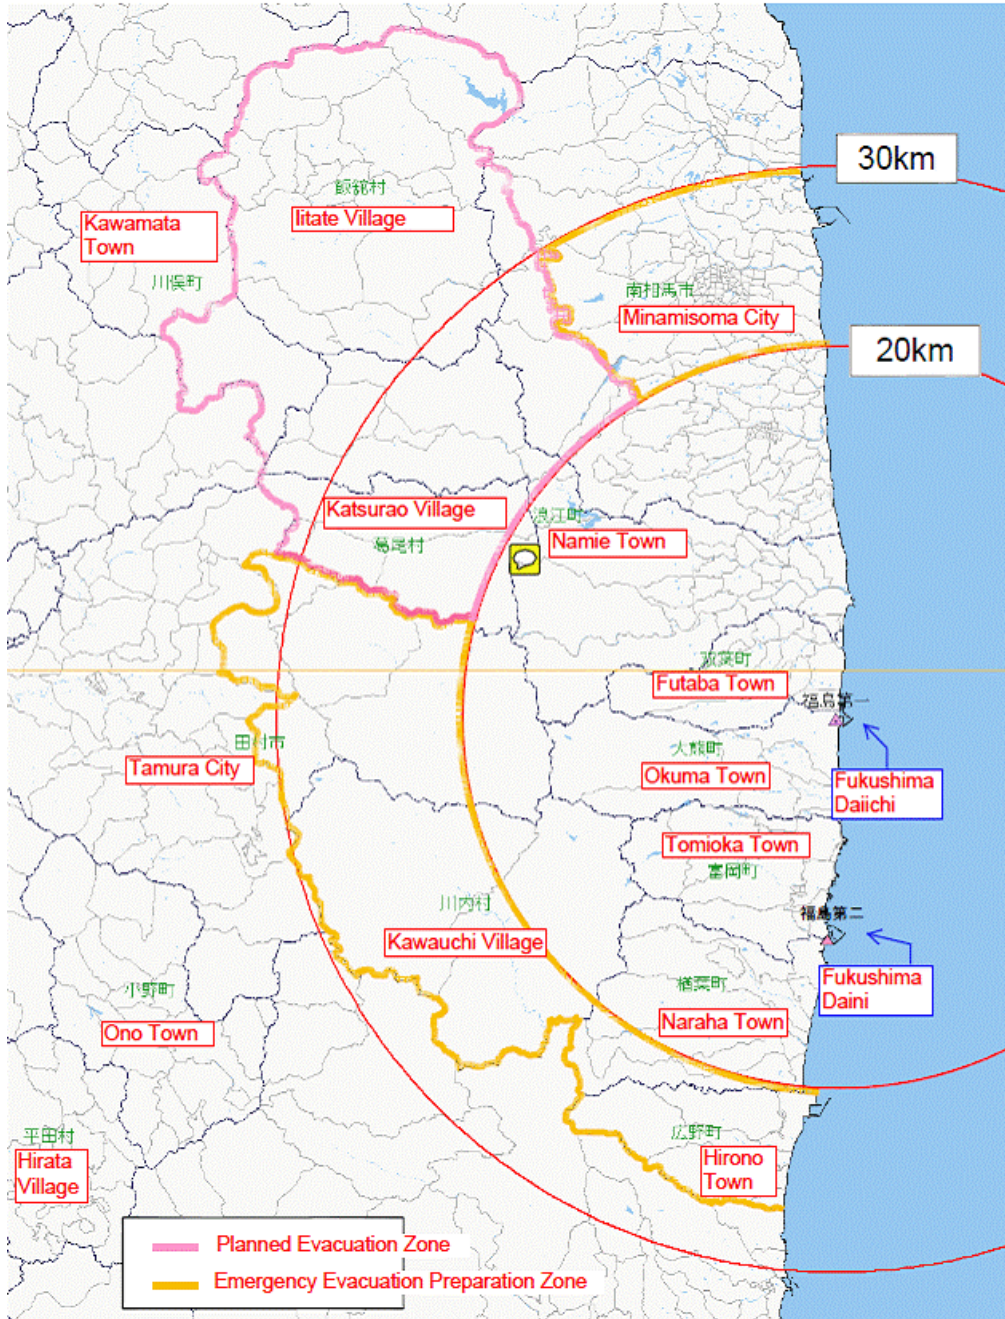 30km
飯舘村
Iitate Village
Kawamata
Town
川俣町
南相馬市
Minamisoma City
20km
Katsurao Village
浪江町
葛尾村
Namie Town
双葉町
Futaba Town
福島第一
田村市
大熊町
Tamura City
Okuma Town
Fukushima
Daiichi
Tomioka Town
富岡町
川内村
福島第二
Kawauchi Village
Fukushima
Daini
小野町
楢葉町
Ono Town
Naraha Town
平田村
広野町
Hirata
Village
Hirono
Town
Planned Evacuation Zone
Emergency Evacuation Preparation Zone